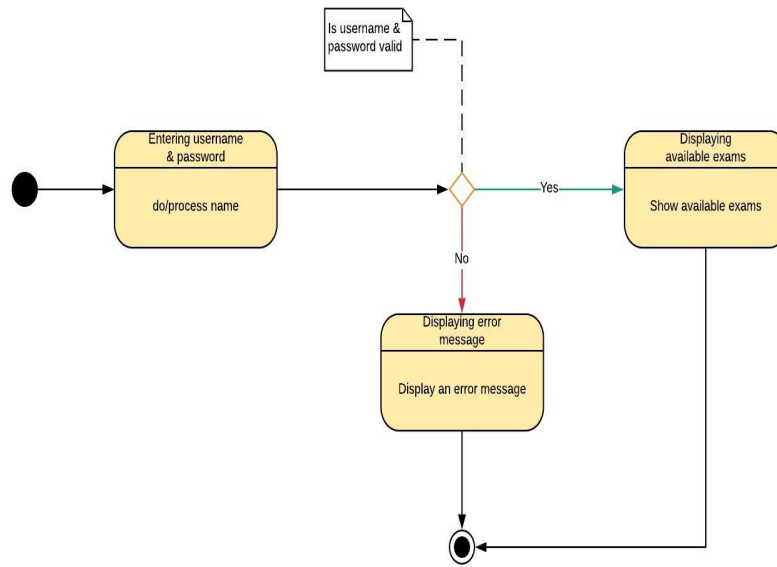 Is username &
password valid
Entering username
& password
do/process name
Yes
Displaying
available exams
Show available exams
No
Displaying error
message
Display an error message